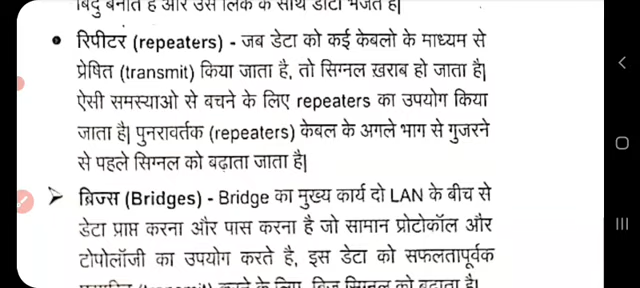 बिंदु बनाते है और उस लिंक के साथ डाटा भेजते है|
• रिपीटर (repeaters) - जब डेटा को कई केबलो के माध्यम से
प्रेषित (transmit) किया जाता है, तो सिग्नल ख़राब हो जाता है|
ऐसी समस्याओ से बचने के लिए repeaters का उपयोग किया
जाता है| पुनरावर्तक (repeaters) केबल के अगले भाग से गुजरने
से पहले सिग्नल को बढ़ाता जाता है|
➤ ब्रिज्स (Bridges) - Bridge का मुख्य कार्य दो LAN के बीच से
डेटा प्राप्त करना और पास करना है जो सामान प्रोटोकॉल और
टोपोलॉजी का उपयोग करते है, इस डेटा को सफलतापूर्वक
करने के लिए, ब्रिज सिग्नल को बढ़ाता है|